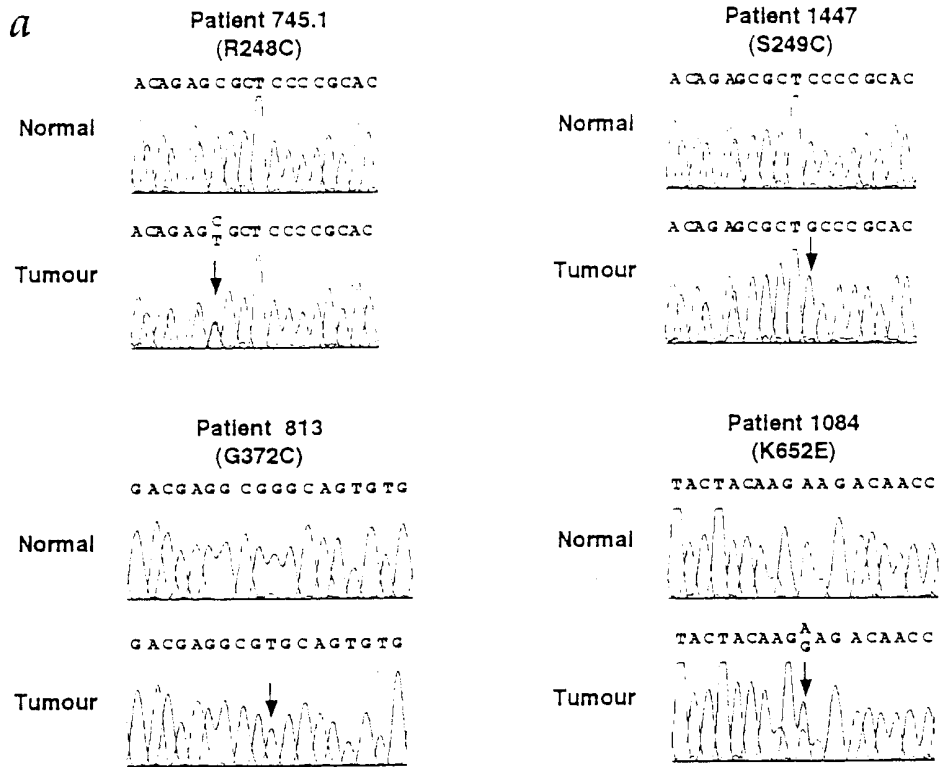 a
Patient 745.1
(R248C)
ACAGAGCGCTCCCCGCAC
Normal
ACAGAG C/T GCTCCCCGCAC
Tumour
Patient 1447
(S249C)
ACAGAGCGCTCCCCGCAC
Normal
ACAGAGCGCTGCCCGCAC
Tumour
Patient 813
(G372C)
GACGAGGCGGGCAGTGTG
Normal
GACGAGGCGTGCAGTGTG
Tumour
Patient 1084
(K652E)
TACTACAAGAAGACAACC
Normal
TACTACAAG A/G AGACAACC
Tumour